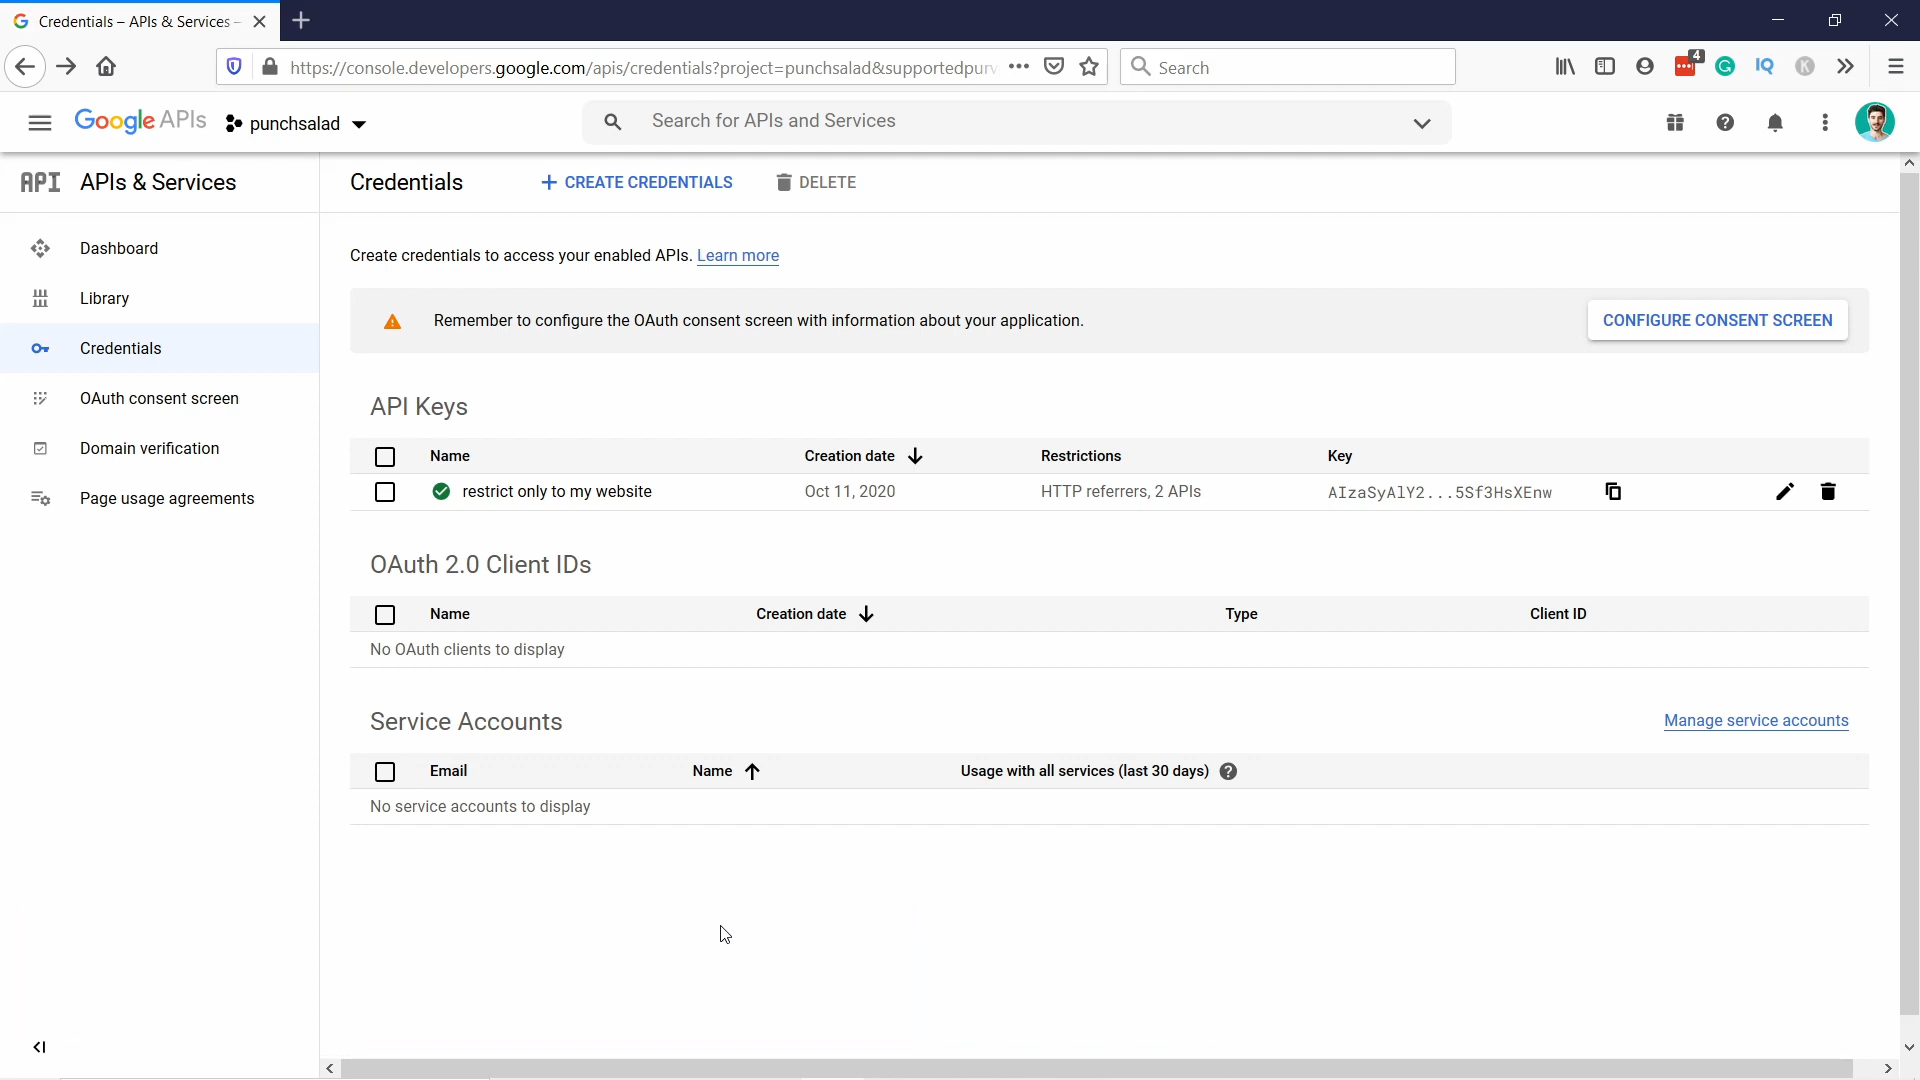 Credentials – APIs & Services –
https://console.developers.google.com/apis/credentials?project=punchsalad&supportedpurv
Search
4
IQ
K
Google APIs
punchsalad
Search for APIs and Services
API APIs & Services
Credentials
CREATE CREDENTIALS
DELETE
Dashboard
Library
Credentials
OAuth consent screen
Domain verification
Page usage agreements
Create credentials to access your enabled APIs. Learn more
Remember to configure the OAuth consent screen with information about your application.
CONFIGURE CONSENT SCREEN
API Keys
Name Creation date Restrictions Key
restrict only to my website Oct 11, 2020 HTTP referrers, 2 APIs AIzaSyAlY2...5Sf3HsXEnw
OAuth 2.0 Client IDs
Name Creation date Type Client ID
No OAuth clients to display
Service Accounts
Manage service accounts
Email Name Usage with all services (last 30 days)
No service accounts to display